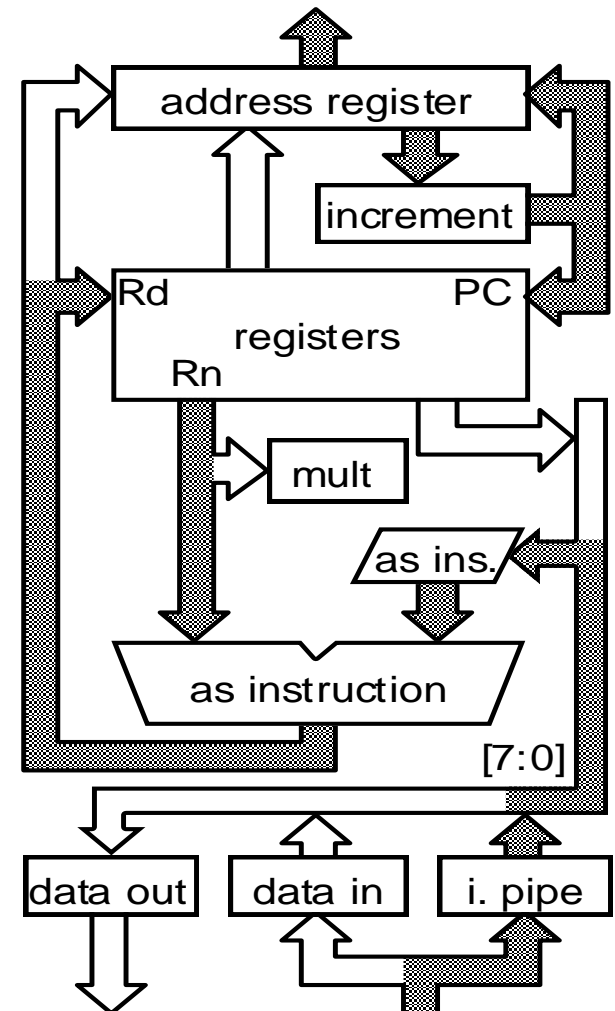 address register
increment
Rd PC
registers
Rn
mult
as ins.
as instruction
[7:0]
data out data in i. pipe